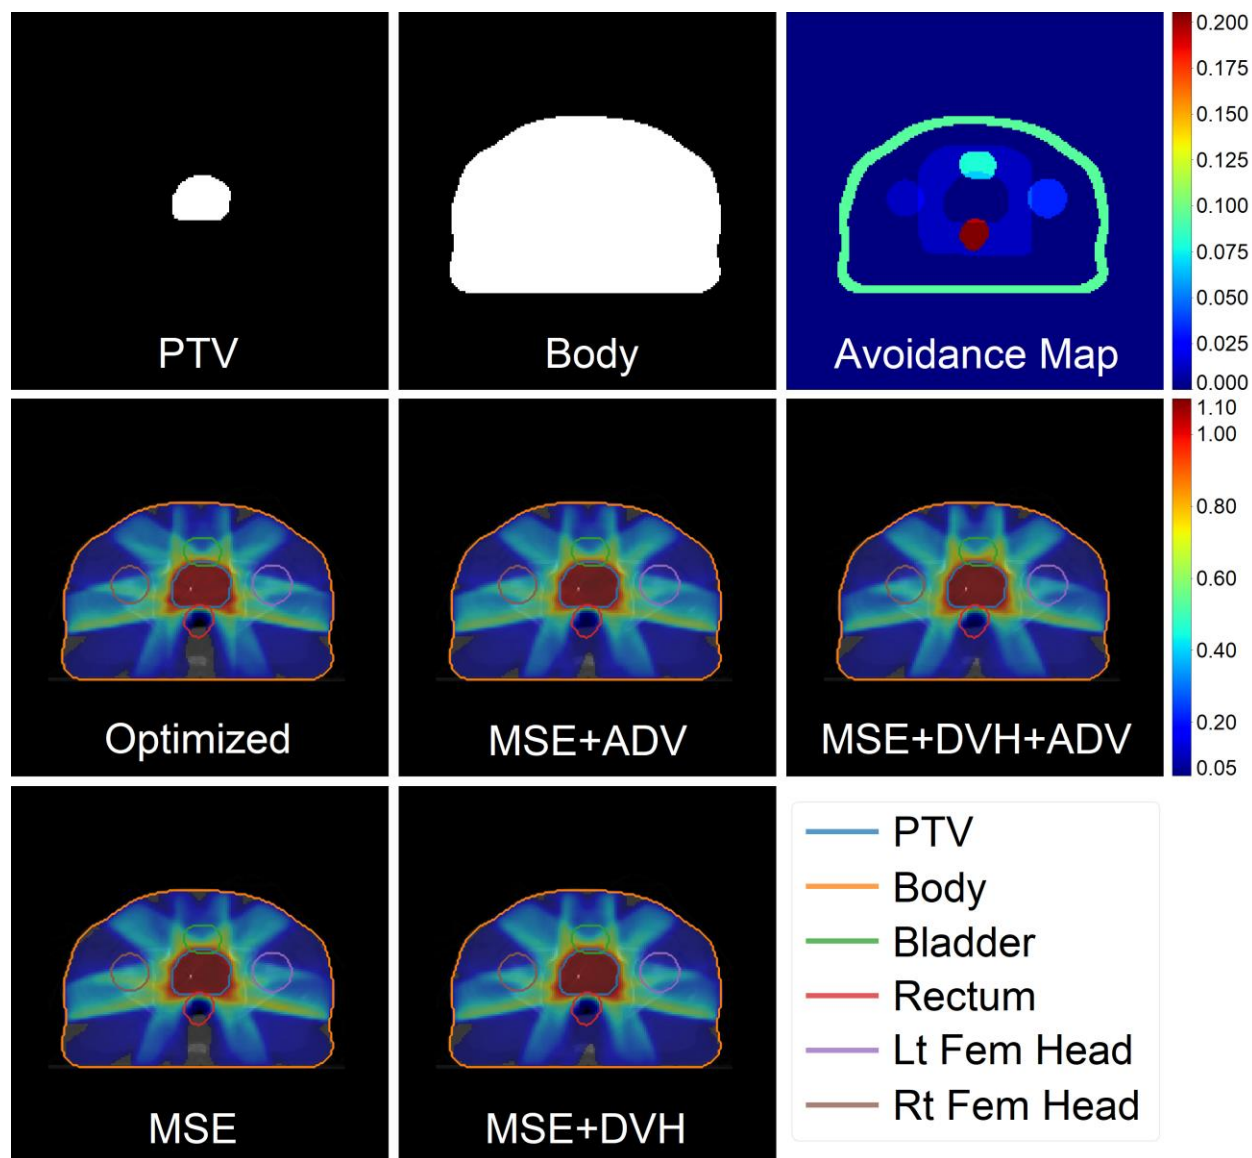 PTV
Body
Avoidance Map
0.200
0.175
0.150
0.125
0.100
0.075
0.050
0.025
0.000
Optimized
MSE+ADV
MSE+DVH+ADV
1.10
1.00
0.80
0.60
0.40
0.20
0.05
MSE
MSE+DVH
PTV
Body
Bladder
Rectum
Lt Fem Head
Rt Fem Head